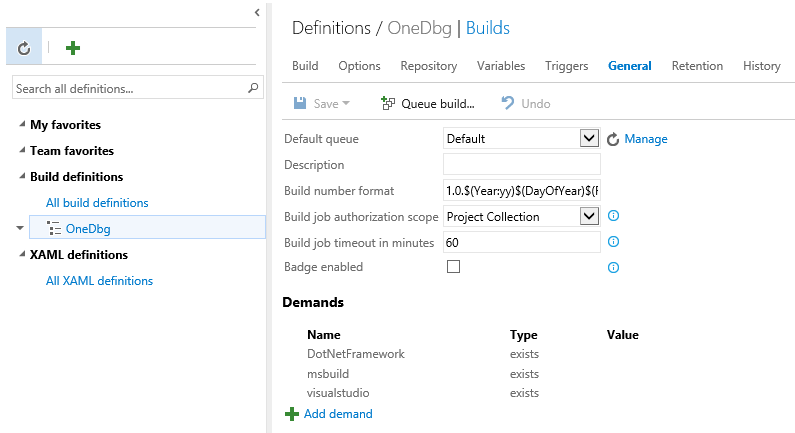 Search all definitions...
My favorites
Team favorites
Build definitions
All build definitions
OneDbg
XAML definitions
All XAML definitions
Definitions / OneDbg | Builds
Build Options Repository Variables Triggers General Retention History
Save Queue build... Undo
Default queue Default Manage
Description
Build number format 1.0.$(Year:yy)$(DayOfYear)$(R
Build job authorization scope Project Collection
Build job timeout in minutes 60
Badge enabled
Demands
Name Type Value
DotNetFramework exists
msbuild exists
visualstudio exists
Add demand